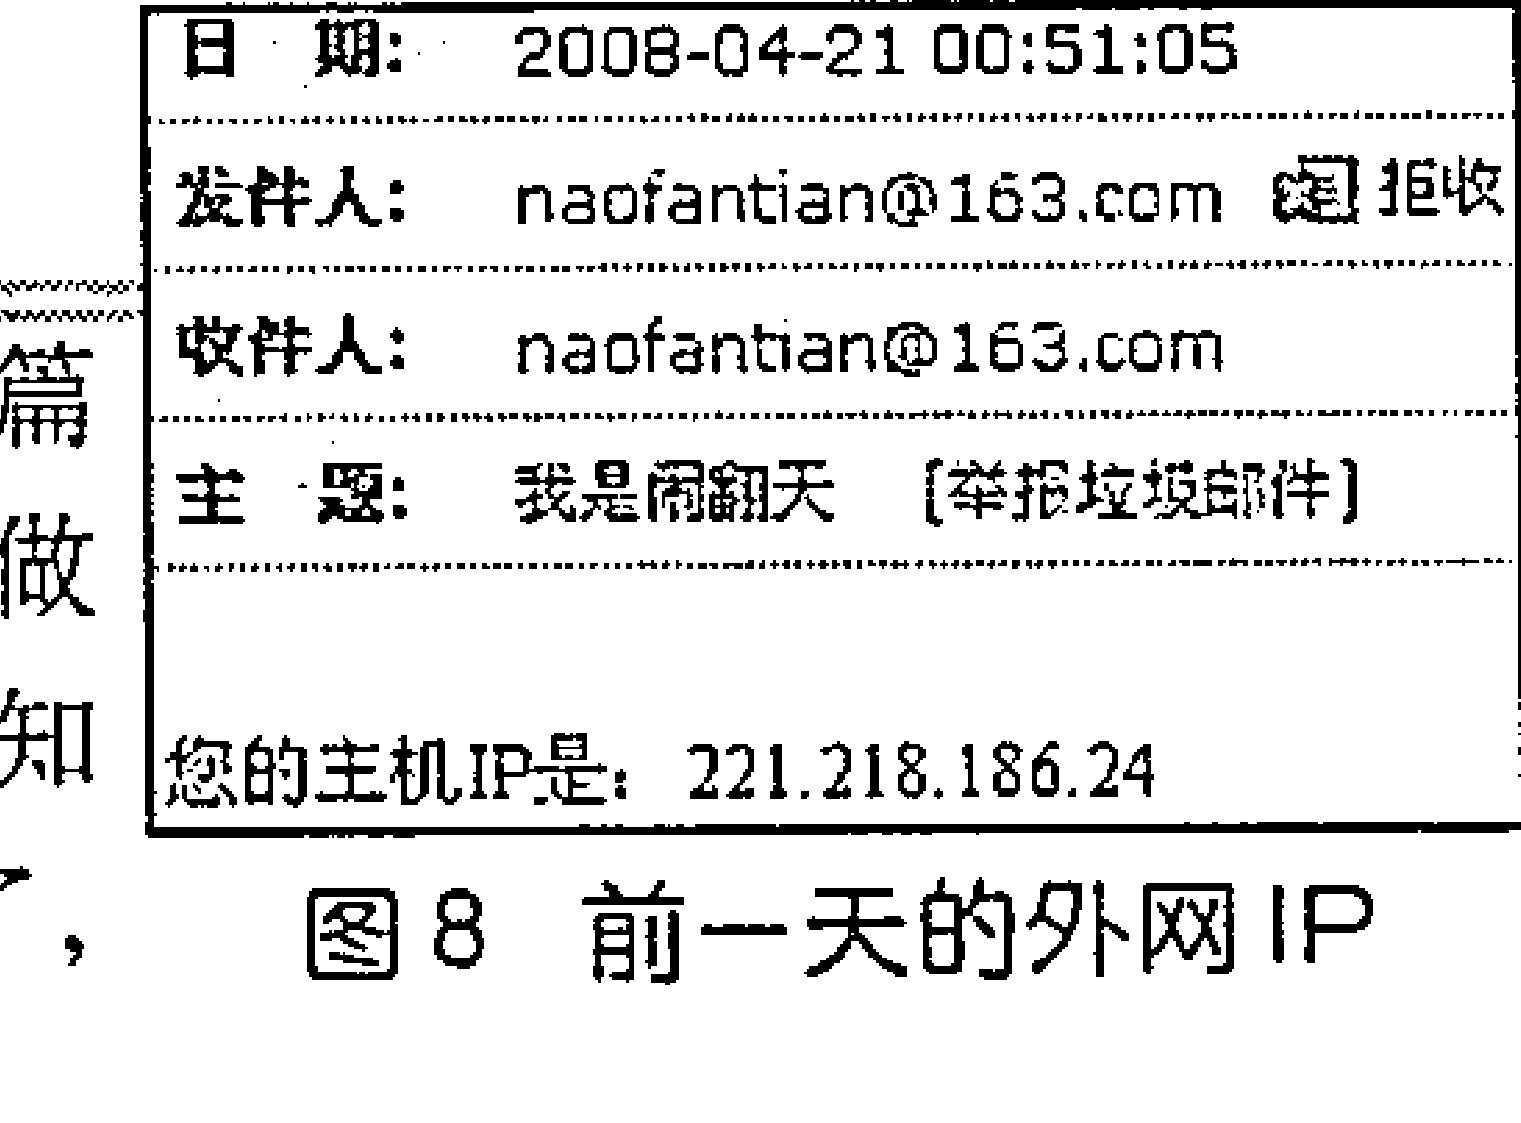 日 期: 2008-04-21 00:51:05
发件人: naofantian@163.com 拒收
收件人: naofantian@163.com
主 题: 我是闹翻天 [举报垃圾邮件]
您的主机IP是: 221.218.186.24
图 8 前一天的外网 IP
篇
做
知
,